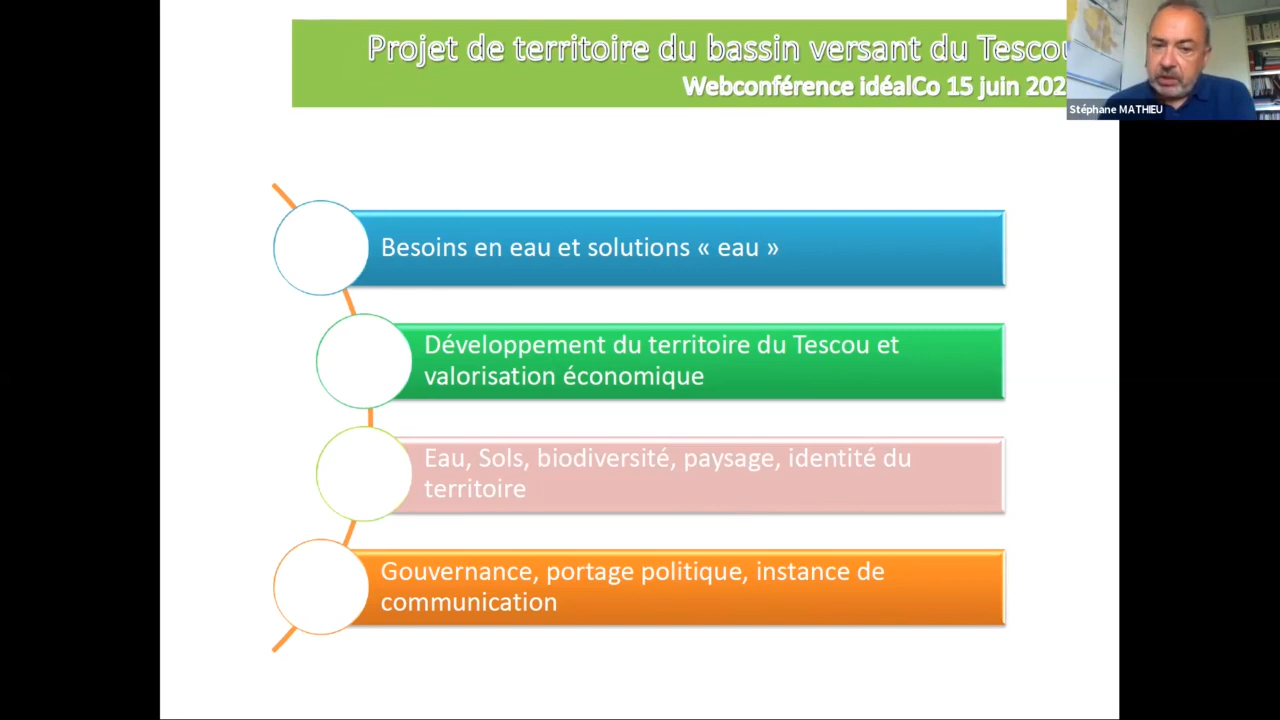 Projet de territoire du bassin versant du Tescou
Webconférence idéalCo 15 juin 202
Stéphane MATHIEU
Besoins en eau et solutions « eau »
Développement du territoire du Tescou et
valorisation économique
Eau, Sols, biodiversité, paysage, identité du
territoire
Gouvernance, portage politique, instance de
communication